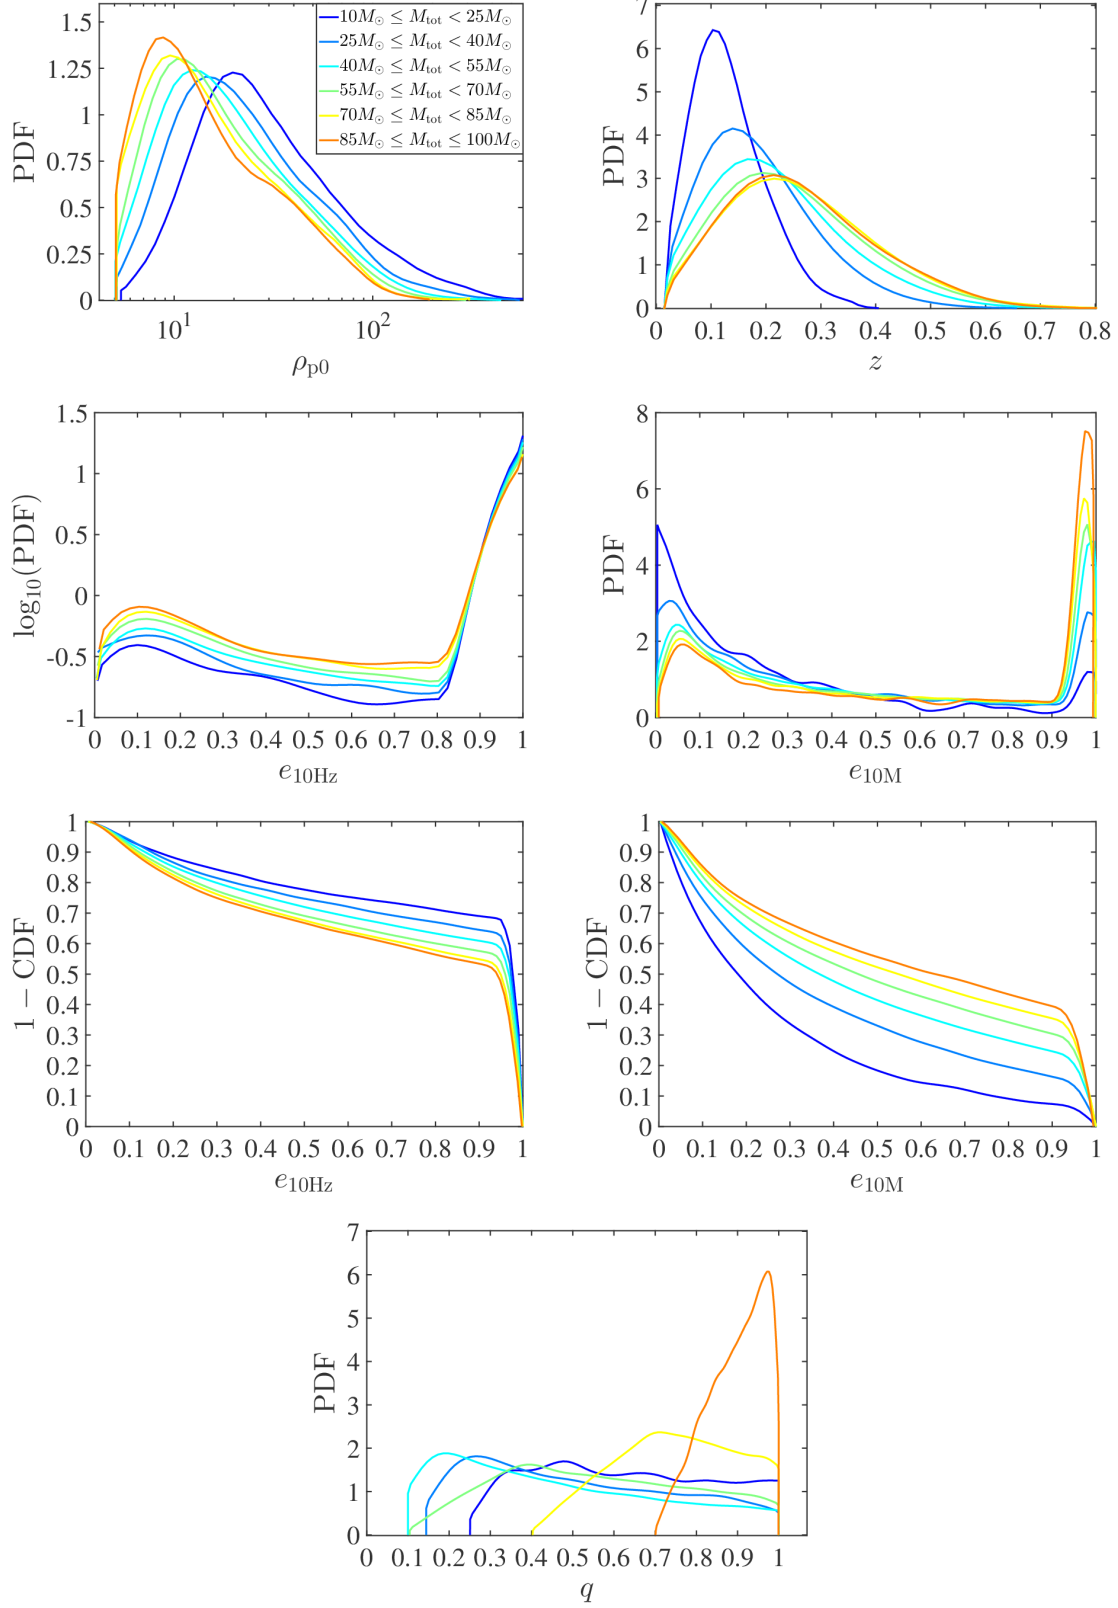 PDF
1.5
1.25
1
0.75
0.5
0.25
0
10¹
10²
ρ_p0
10M_⊙ ≤ M_tot < 25M_⊙
25M_⊙ ≤ M_tot < 40M_⊙
40M_⊙ ≤ M_tot < 55M_⊙
55M_⊙ ≤ M_tot < 70M_⊙
70M_⊙ ≤ M_tot < 85M_⊙
85M_⊙ ≤ M_tot ≤ 100M_⊙
PDF
7
6
5
4
3
2
1
0
0 0.1 0.2 0.3 0.4 0.5 0.6 0.7 0.8
z
log₁₀(PDF)
1.5
1
0.5
0
-0.5
-1
0 0.1 0.2 0.3 0.4 0.5 0.6 0.7 0.8 0.9 1
e_10Hz
PDF
8
6
4
2
0
0 0.1 0.2 0.3 0.4 0.5 0.6 0.7 0.8 0.9 1
e_10M
1 − CDF
1
0.9
0.8
0.7
0.6
0.5
0.4
0.3
0.2
0.1
0
0 0.1 0.2 0.3 0.4 0.5 0.6 0.7 0.8 0.9 1
e_10Hz
1 − CDF
1
0.9
0.8
0.7
0.6
0.5
0.4
0.3
0.2
0.1
0
0 0.1 0.2 0.3 0.4 0.5 0.6 0.7 0.8 0.9 1
e_10M
PDF
7
6
5
4
3
2
1
0
0 0.1 0.2 0.3 0.4 0.5 0.6 0.7 0.8 0.9 1
q